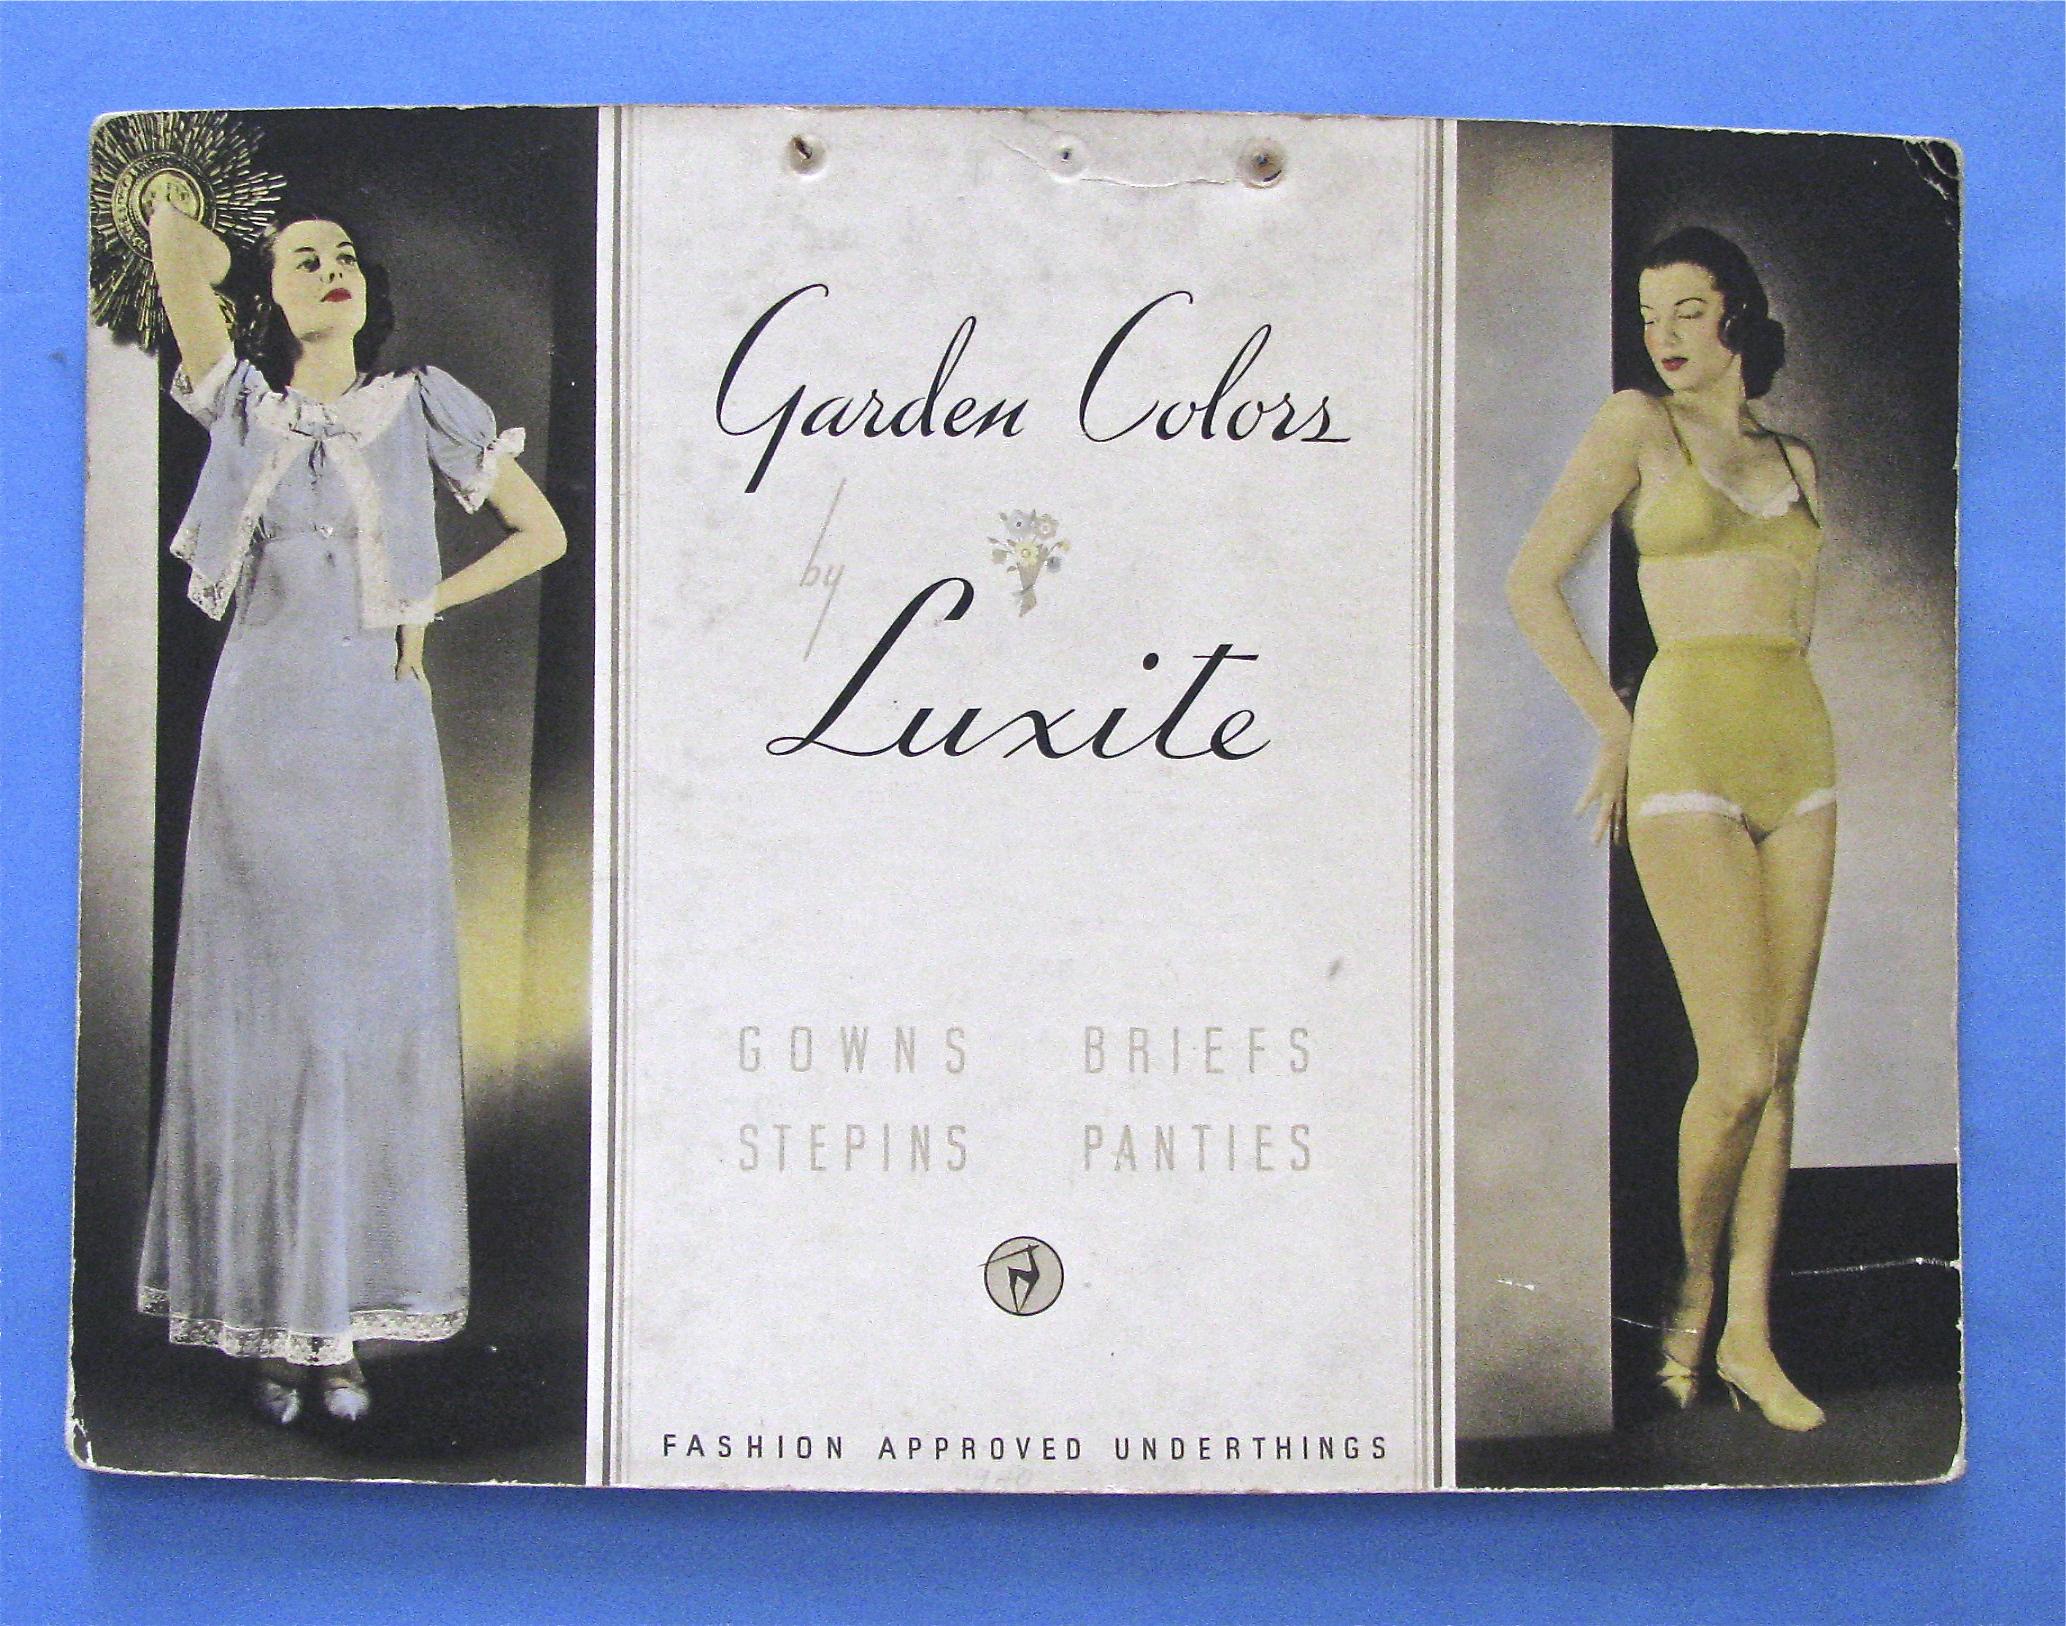 Garden Colors
by
Luxite
GOWNS BRIEFS
STEPINS PANTIES
FASHION APPROVED UNDERTHINGS